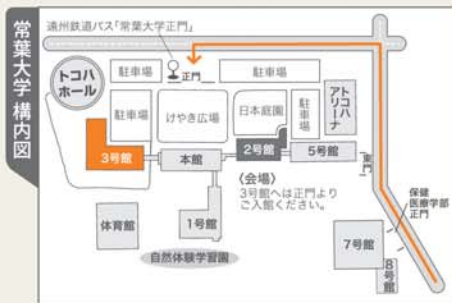 常葉大学 構内図
遠州鉄道バス「常葉大学正門」
正門
トコハ
ホール
駐車場
駐車場
駐車場
けやき広場
日本庭園
駐車場
トコハ
アリーナ
3号館
本館
2号館
5号館
東門
〈会場〉
3号館へは正門より
ご入館ください。
保健
医療学部
正門
体育館
1号館
7号館
8号館
自然体験学習園